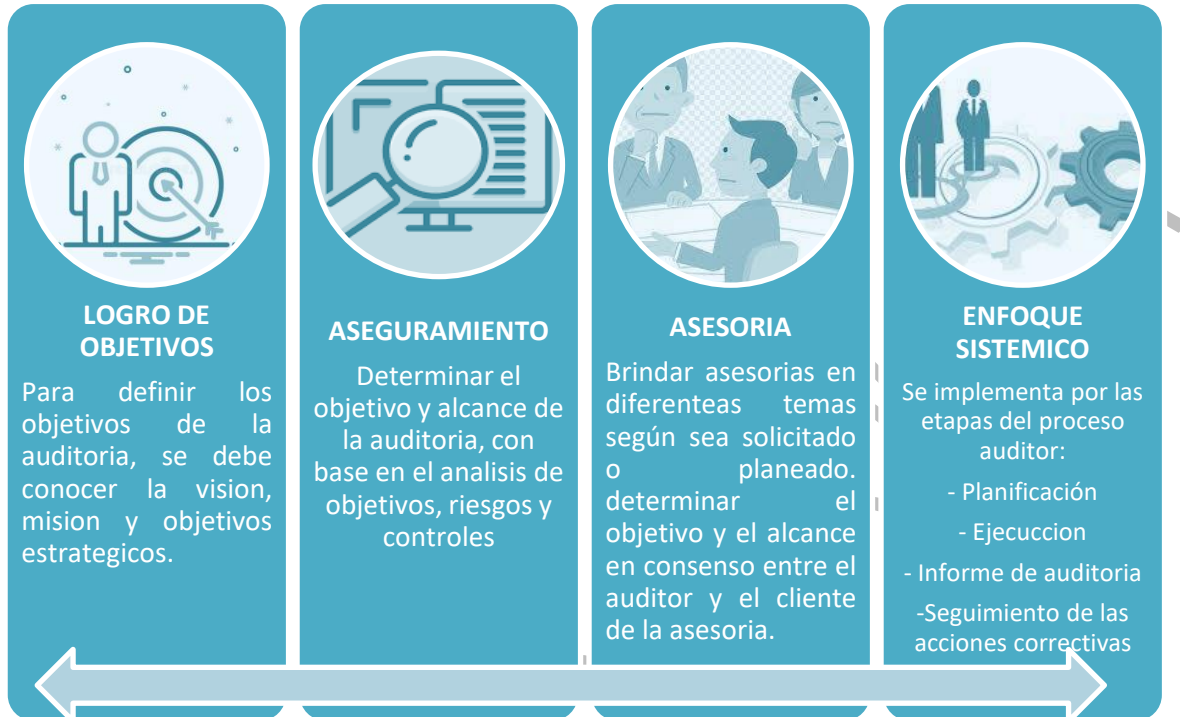 LOGRO DE
OBJETIVOS
Para definir los
objetivos de la
auditoria, se debe
conocer la vision,
mision y objetivos
estrategicos.
ASEGURAMIENTO
Determinar el
objetivo y alcance de
la auditoria, con
base en el analisis de
objetivos, riesgos y
controles
ASESORIA
Brindar asesorias en
diferenteas temas
según sea solicitado
o planeado.
determinar el
objetivo y el alcance
en consenso entre el
auditor y el cliente
de la asesoria.
ENFOQUE
SISTEMICO
Se implementa por las
etapas del proceso
auditor:
- Planificación
- Ejecuccion
- Informe de auditoria
-Seguimiento de las
acciones correctivas